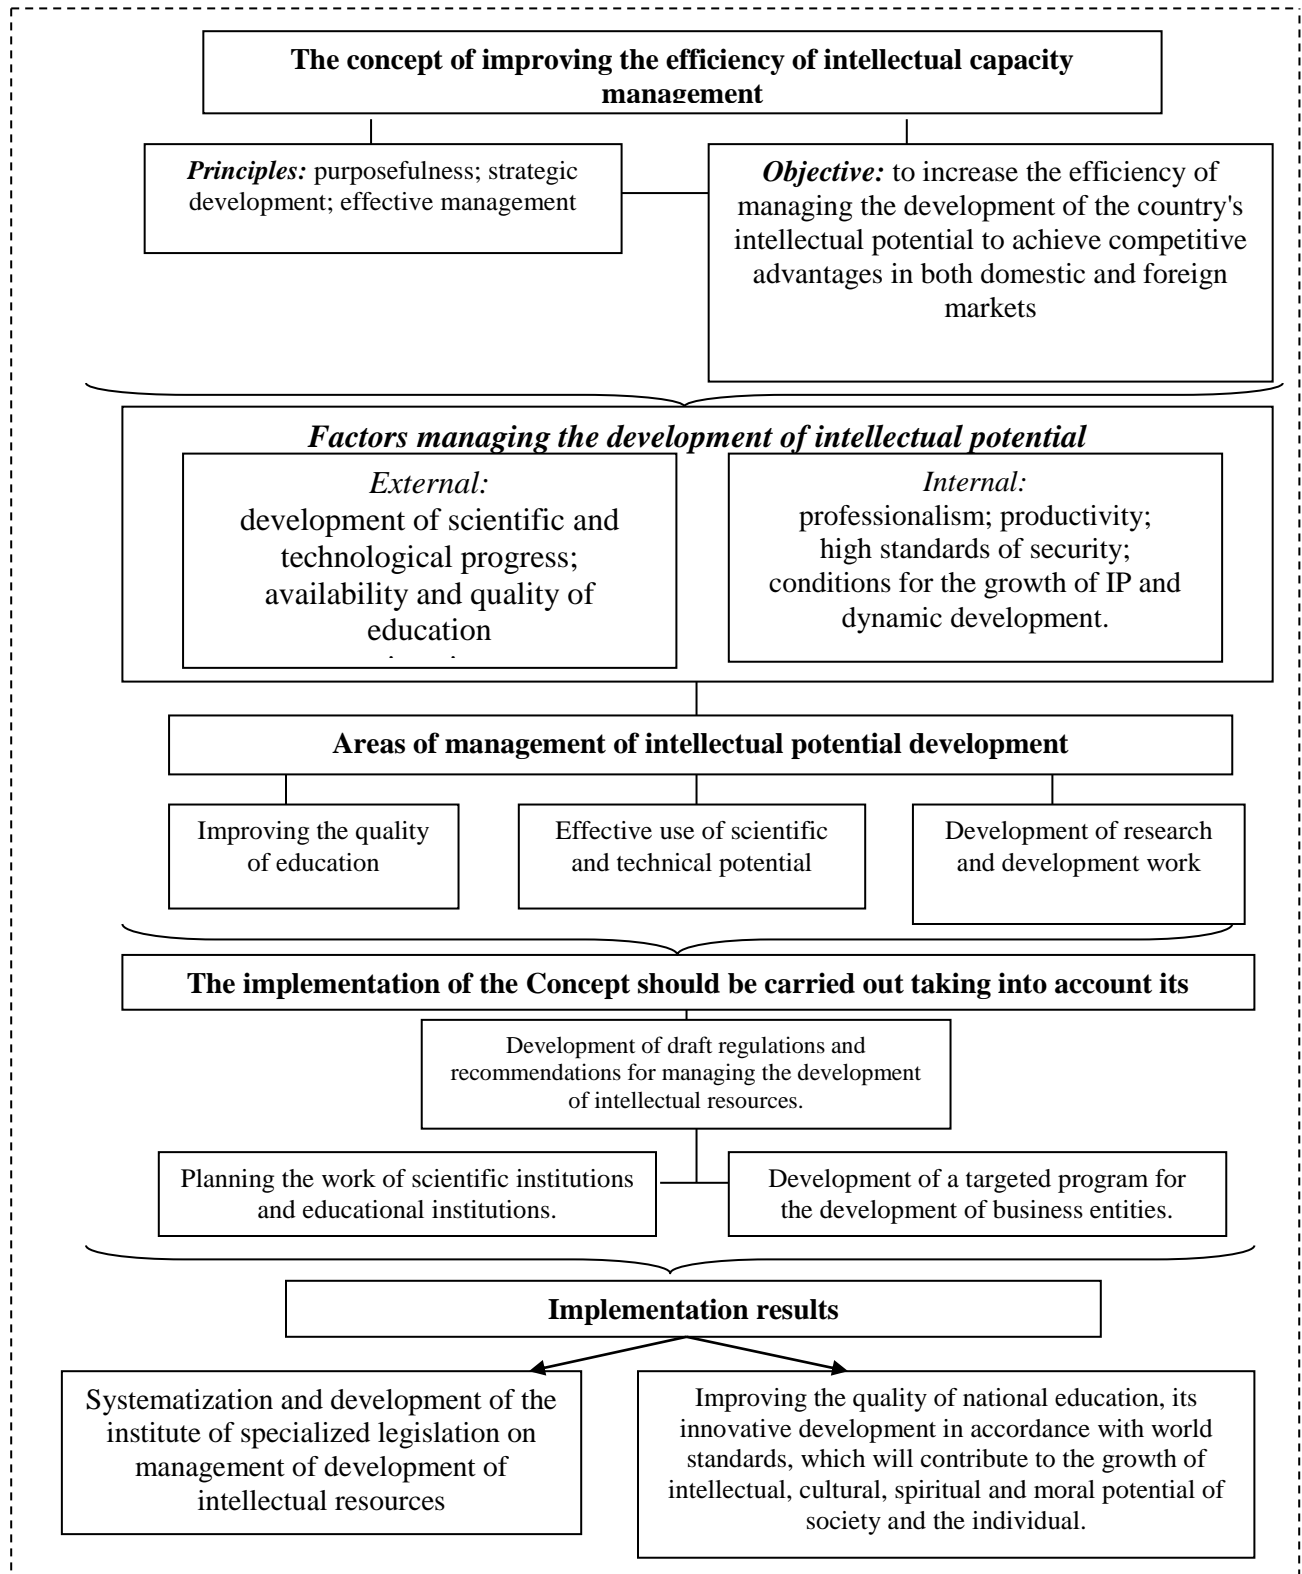 The concept of improving the efficiency of intellectual capacity
management
Principles: purposefulness; strategic
development; effective management
Objective: to increase the efficiency of
managing the development of the country's
intellectual potential to achieve competitive
advantages in both domestic and foreign
markets
Factors managing the development of intellectual potential
External:
development of scientific and
technological progress;
availability and quality of
education
Internal:
professionalism; productivity;
high standards of security;
conditions for the growth of IP and
dynamic development.
Areas of management of intellectual potential development
Improving the quality
of education
Effective use of scientific
and technical potential
Development of research
and development work
The implementation of the Concept should be carried out taking into account its
Development of draft regulations and
recommendations for managing the development
of intellectual resources.
Planning the work of scientific institutions
and educational institutions.
Development of a targeted program for
the development of business entities.
Implementation results
Systematization and development of the
institute of specialized legislation on
management of development of
intellectual resources
Improving the quality of national education, its
innovative development in accordance with world
standards, which will contribute to the growth of
intellectual, cultural, spiritual and moral potential of
society and the individual.